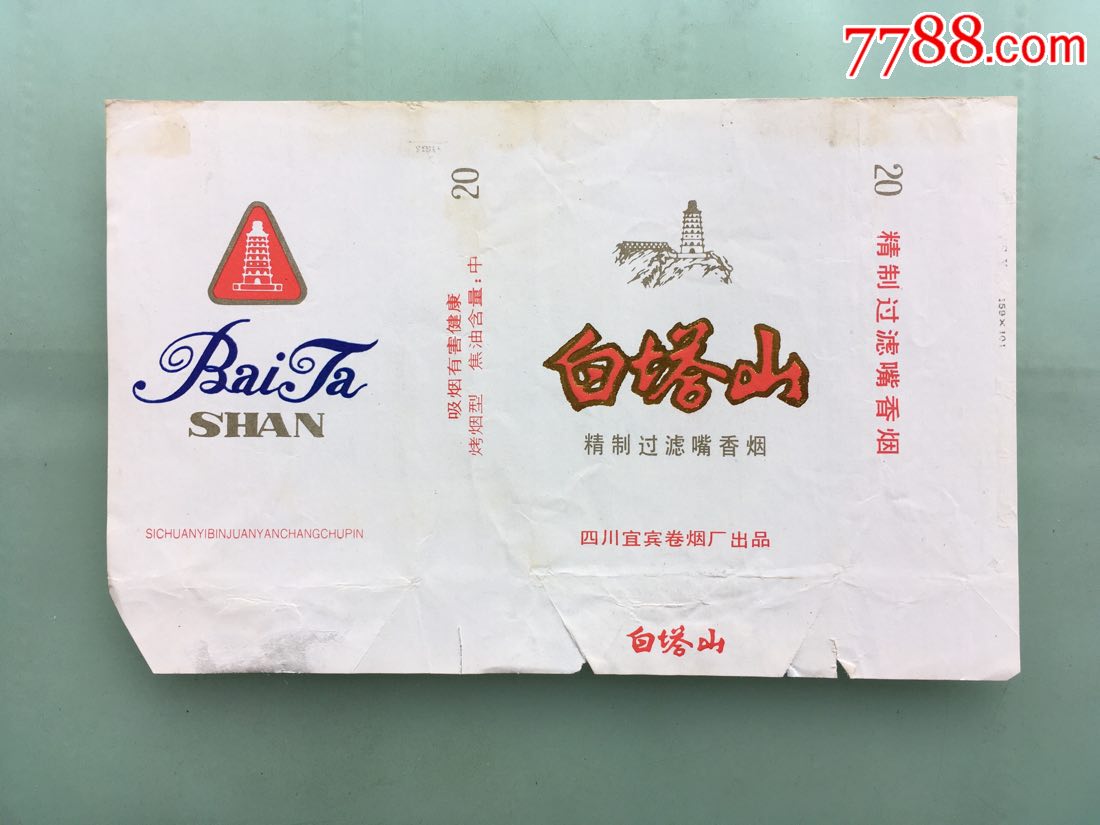 7788.com
Bai Ta
SHAN
SICHUANYIBINJUANYANCHANGCHUPIN
20
吸烟有害健康
烤烟型 焦油含量:中
白塔山
精制过滤嘴香烟
四川宜宾卷烟厂出品
白塔山
20
精制过滤嘴香烟
159×101